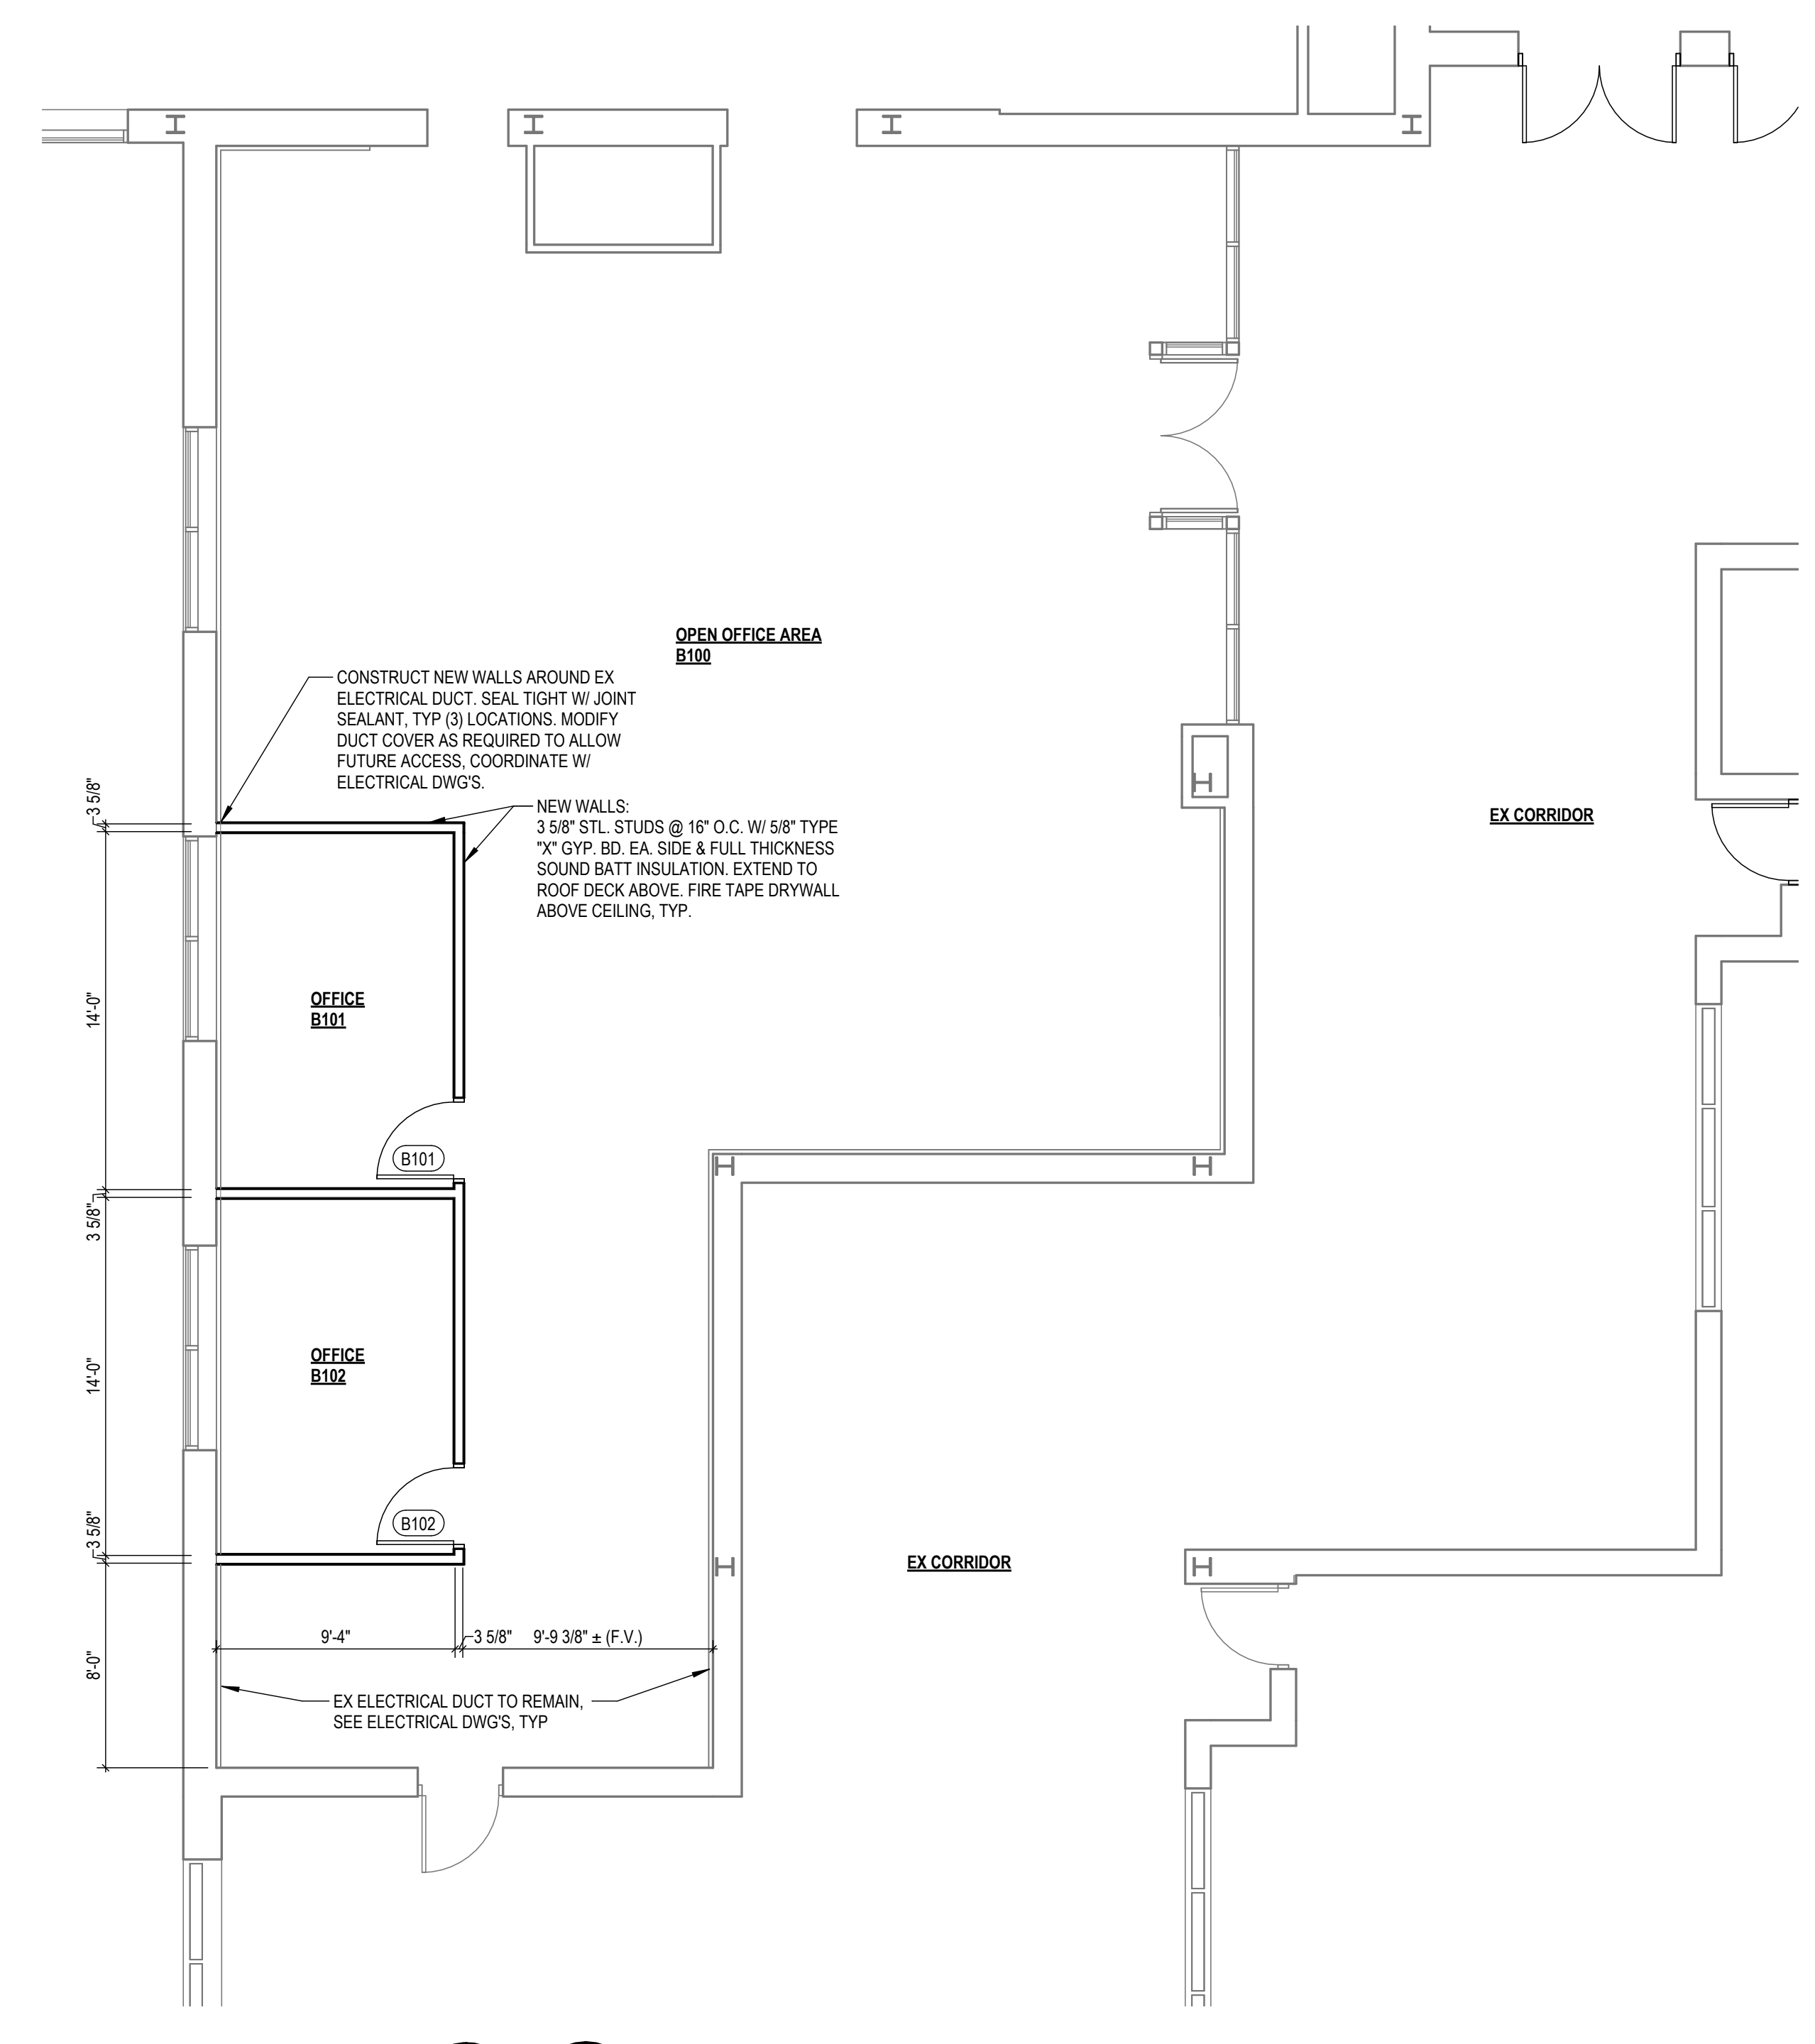 OPEN OFFICE AREA
B100
CONSTRUCT NEW WALLS AROUND EX
ELECTRICAL DUCT. SEAL TIGHT W/ JOINT
SEALANT, TYP (3) LOCATIONS. MODIFY
DUCT COVER AS REQUIRED TO ALLOW
FUTURE ACCESS, COORDINATE W/
ELECTRICAL DWG'S.
NEW WALLS:
3 5/8" STL. STUDS @ 16" O.C. W/ 5/8" TYPE
"X" GYP. BD. EA. SIDE & FULL THICKNESS
SOUND BATT INSULATION. EXTEND TO
ROOF DECK ABOVE. FIRE TAPE DRYWALL
ABOVE CEILING, TYP.
EX CORRIDOR
3 5/8"
14'-0"
OFFICE
B101
B101
3 5/8"
14'-0"
OFFICE
B102
B102
3 5/8"
EX CORRIDOR
8'-0"
9'-4"
3 5/8"
9'-9 3/8" ± (F.V.)
EX ELECTRICAL DUCT TO REMAIN,
SEE ELECTRICAL DWG'S, TYP